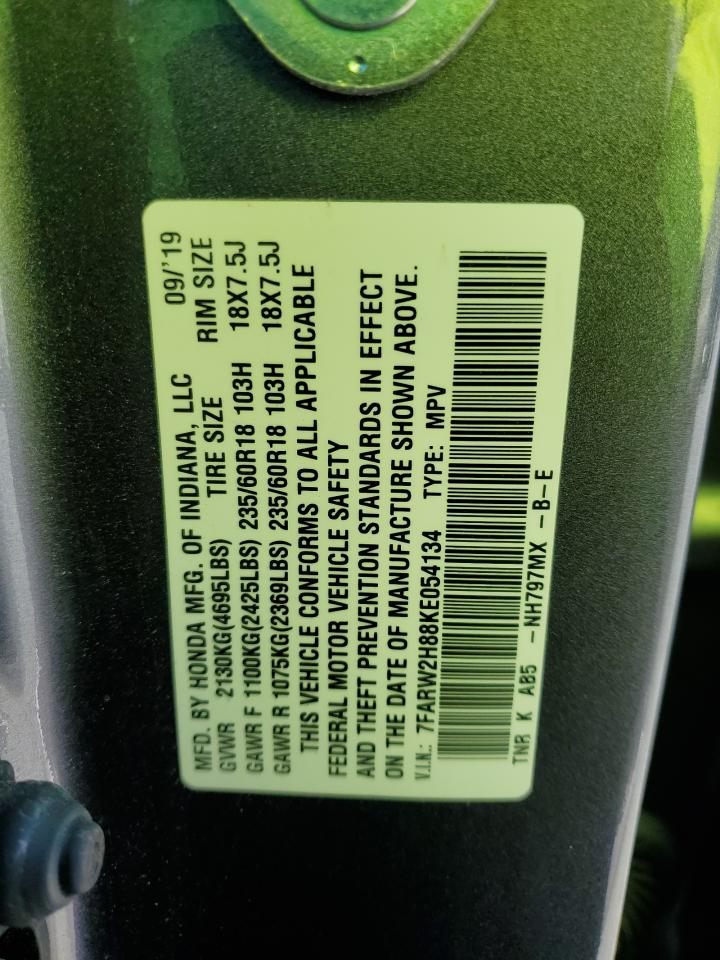 MFD. BY HONDA MFG. OF INDIANA, LLC 09/'19
GVWR 2130KG(4695LBS) TIRE SIZE RIM SIZE
GAWR F 1100KG(2425LBS) 235/60R18 103H 18X7.5J
GAWR R 1075KG(2369LBS) 235/60R18 103H 18X7.5J
THIS VEHICLE CONFORMS TO ALL APPLICABLE
FEDERAL MOTOR VEHICLE SAFETY
AND THEFT PREVENTION STANDARDS IN EFFECT
ON THE DATE OF MANUFACTURE SHOWN ABOVE.
V.I.N.: 7FARW2H88KE054134 TYPE: MPV
TNR K A85 -NH797MX -B-E